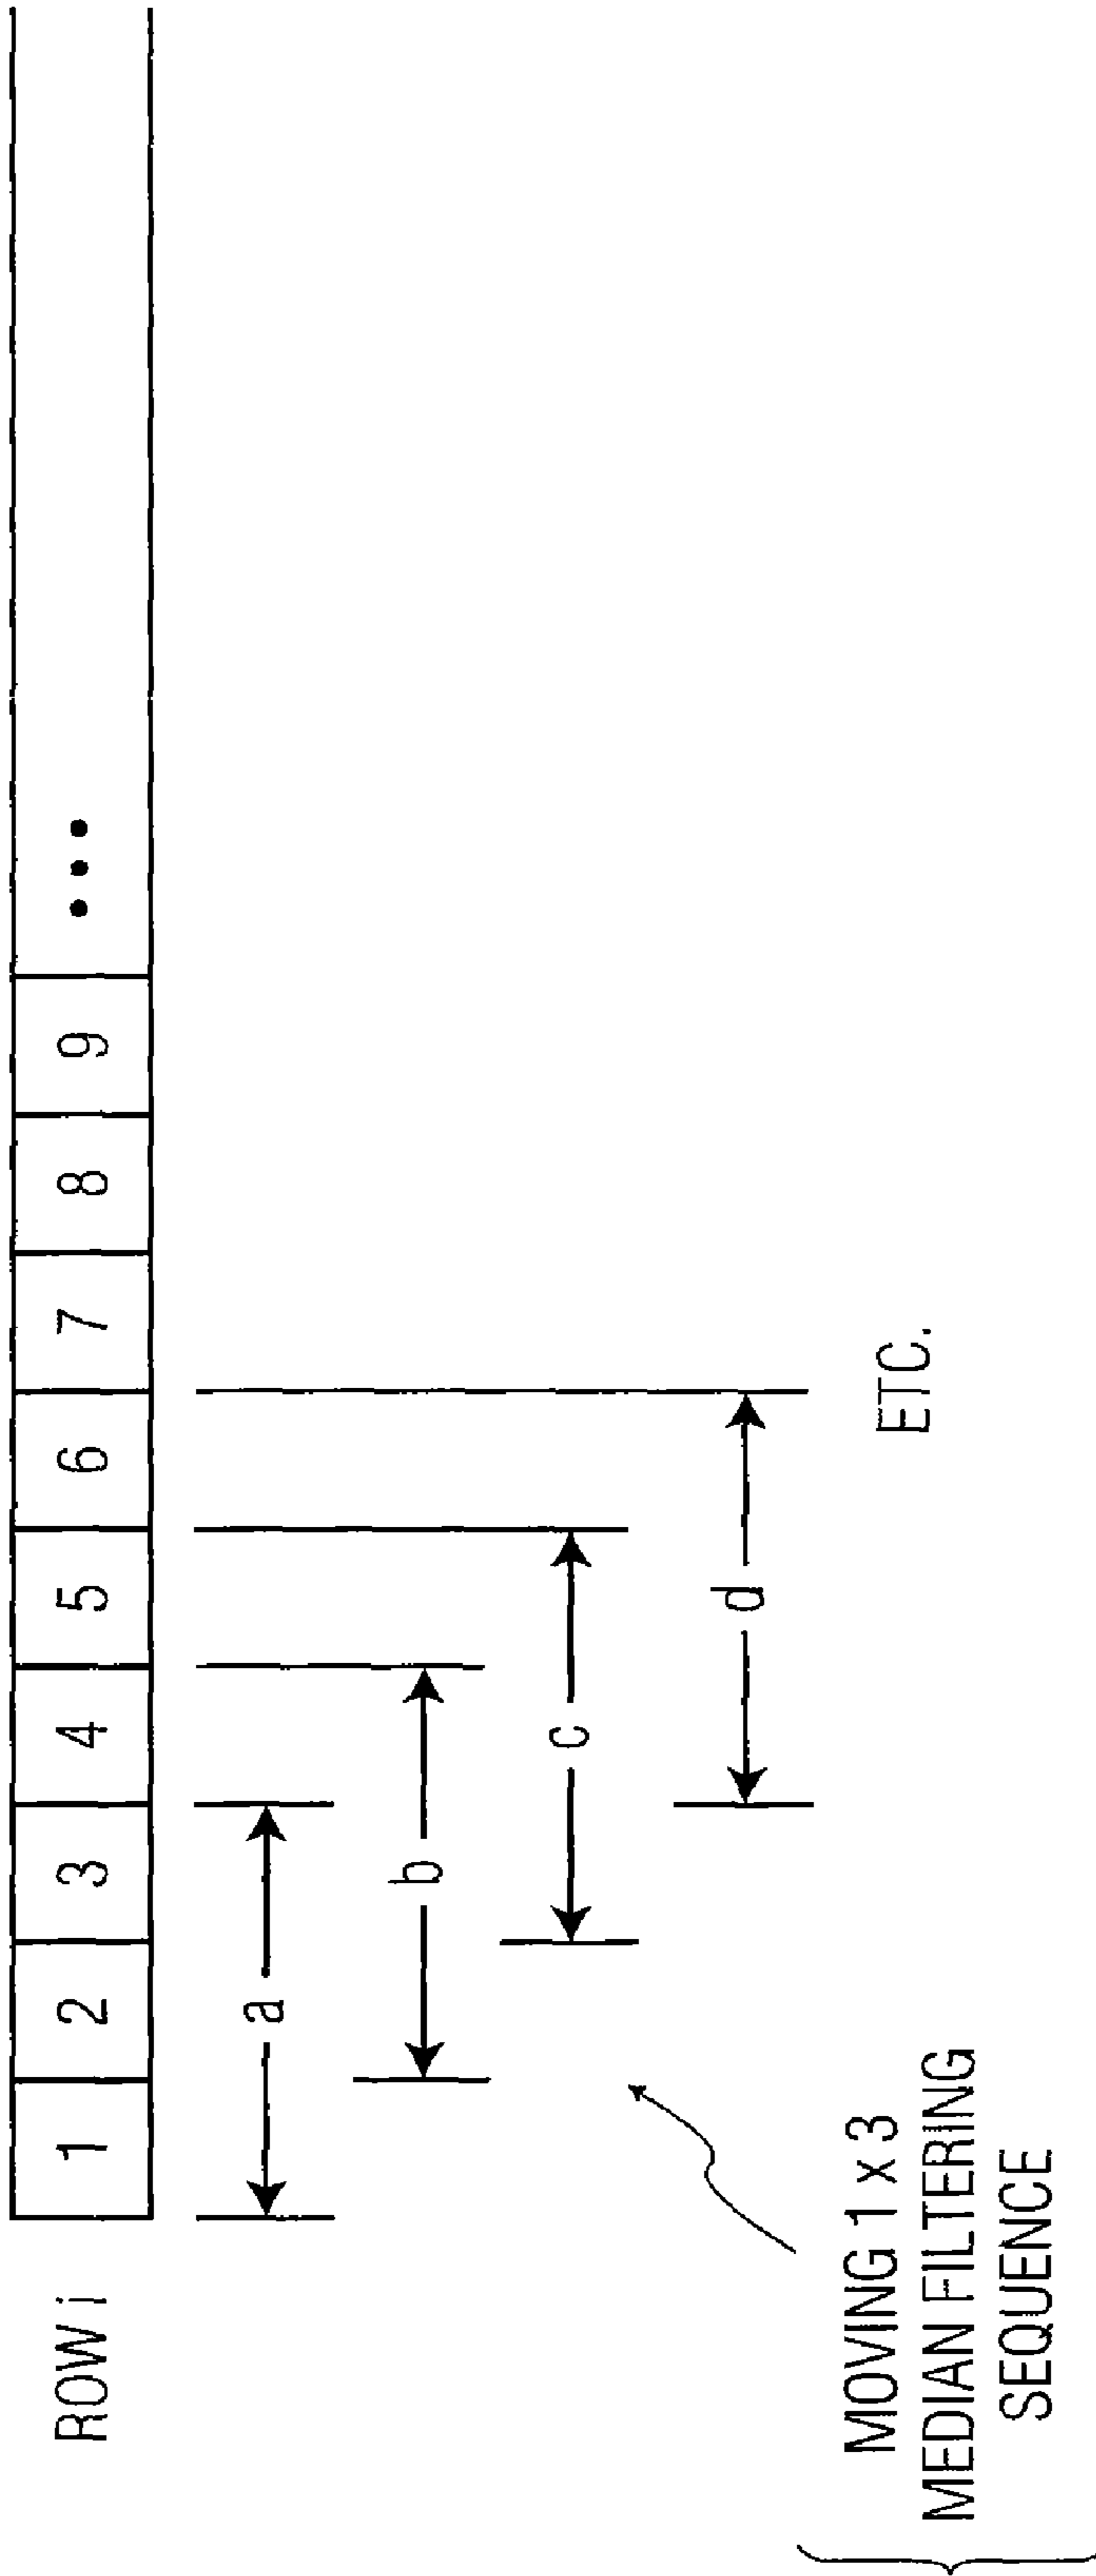 ROW i 1 2 3 4 5 6 7 8 9 •••
a
b
c
d
ETC.
MOVING 1 x 3
MEDIAN FILTERING
SEQUENCE